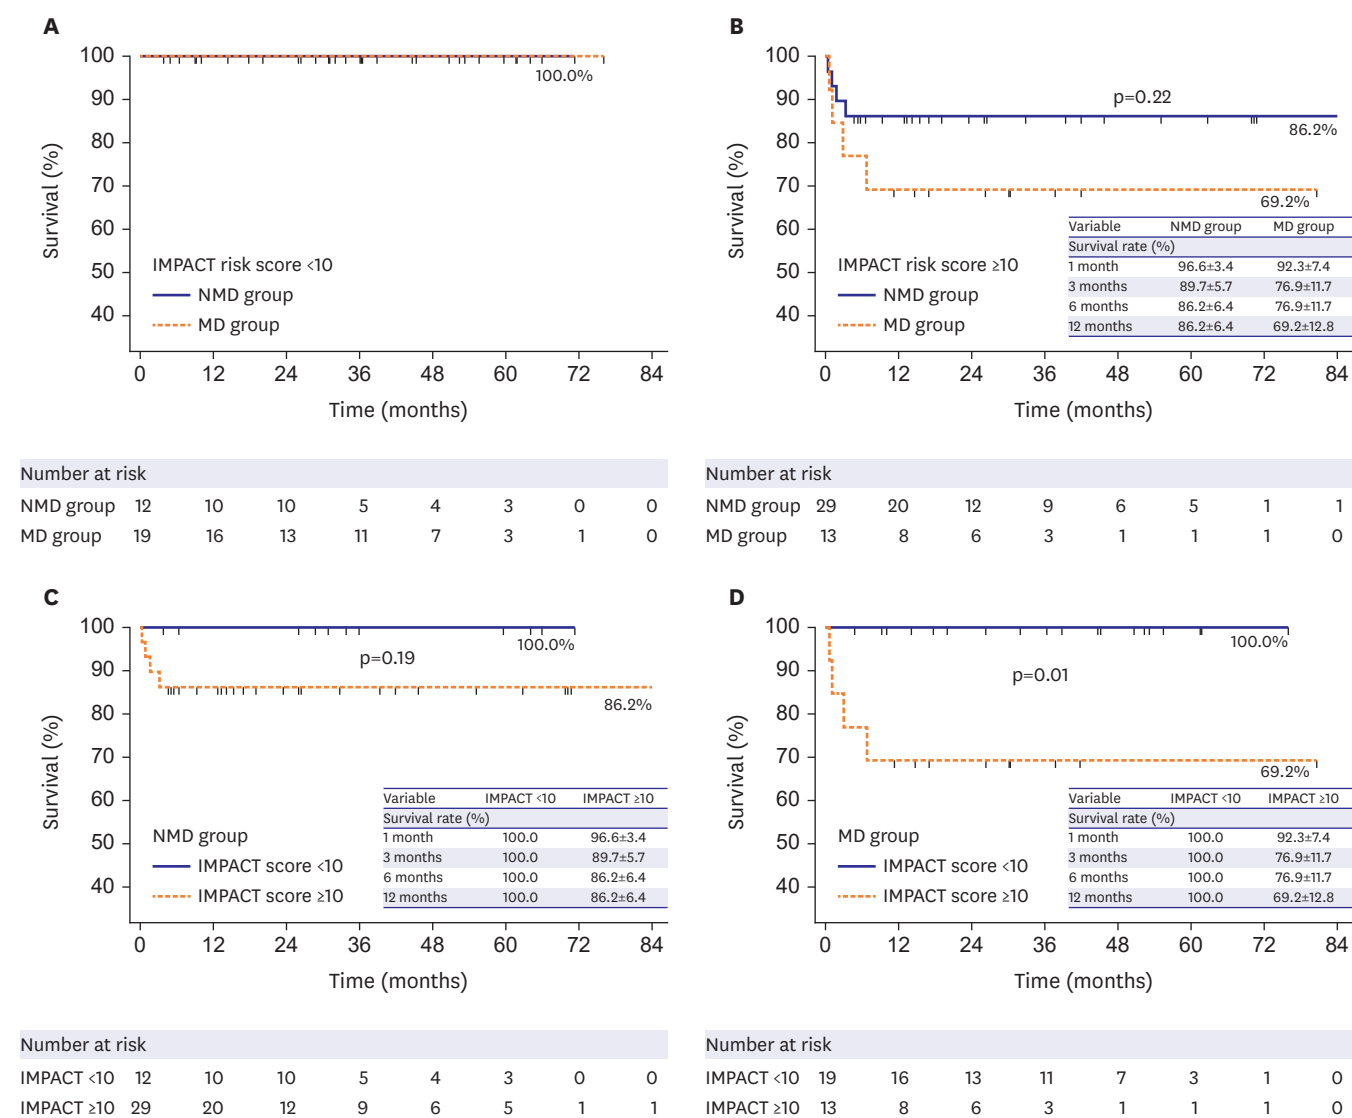 A
100
90
80
70
60
50
40
Survival (%)
100.0%
IMPACT risk score <10
NMD group
MD group
0 12 24 36 48 60 72 84
Time (months)
Number at risk
NMD group 12 10 10 5 4 3 0 0
MD group 19 16 13 11 7 3 1 0
B
100
90
80
70
60
50
40
Survival (%)
p=0.22
86.2%
69.2%
IMPACT risk score ≥10
NMD group
MD group
Variable NMD group MD group
Survival rate (%)
1 month 96.6±3.4 92.3±7.4
3 months 89.7±5.7 76.9±11.7
6 months 86.2±6.4 76.9±11.7
12 months 86.2±6.4 69.2±12.8
0 12 24 36 48 60 72 84
Time (months)
Number at risk
NMD group 29 20 12 9 6 5 1 1
MD group 13 8 6 3 1 1 1 0
C
100
90
80
70
60
50
40
Survival (%)
100.0%
p=0.19
86.2%
NMD group
IMPACT score <10
IMPACT score ≥10
Variable IMPACT <10 IMPACT ≥10
Survival rate (%)
1 month 100.0 96.6±3.4
3 months 100.0 89.7±5.7
6 months 100.0 86.2±6.4
12 months 100.0 86.2±6.4
0 12 24 36 48 60 72 84
Time (months)
Number at risk
IMPACT <10 12 10 10 5 4 3 0 0
IMPACT ≥10 29 20 12 9 6 5 1 1
D
100
90
80
70
60
50
40
Survival (%)
100.0%
p=0.01
69.2%
MD group
IMPACT score <10
IMPACT score ≥10
Variable IMPACT <10 IMPACT ≥10
Survival rate (%)
1 month 100.0 92.3±7.4
3 months 100.0 76.9±11.7
6 months 100.0 76.9±11.7
12 months 100.0 69.2±12.8
0 12 24 36 48 60 72 84
Time (months)
Number at risk
IMPACT <10 19 16 13 11 7 3 1 0
IMPACT ≥10 13 8 6 3 1 1 1 0